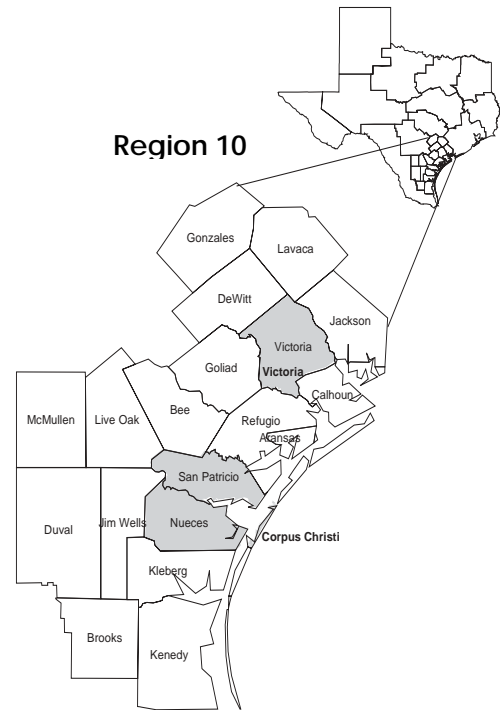 Region 10
Gonzales
Lavaca
DeWitt
Jackson
Victoria
Victoria
Goliad
Calhoun
McMullen
Live Oak
Bee
Refugio
Aransas
San Patricio
Duval
Jim Wells
Nueces
Corpus Christi
Kleberg
Brooks
Kenedy